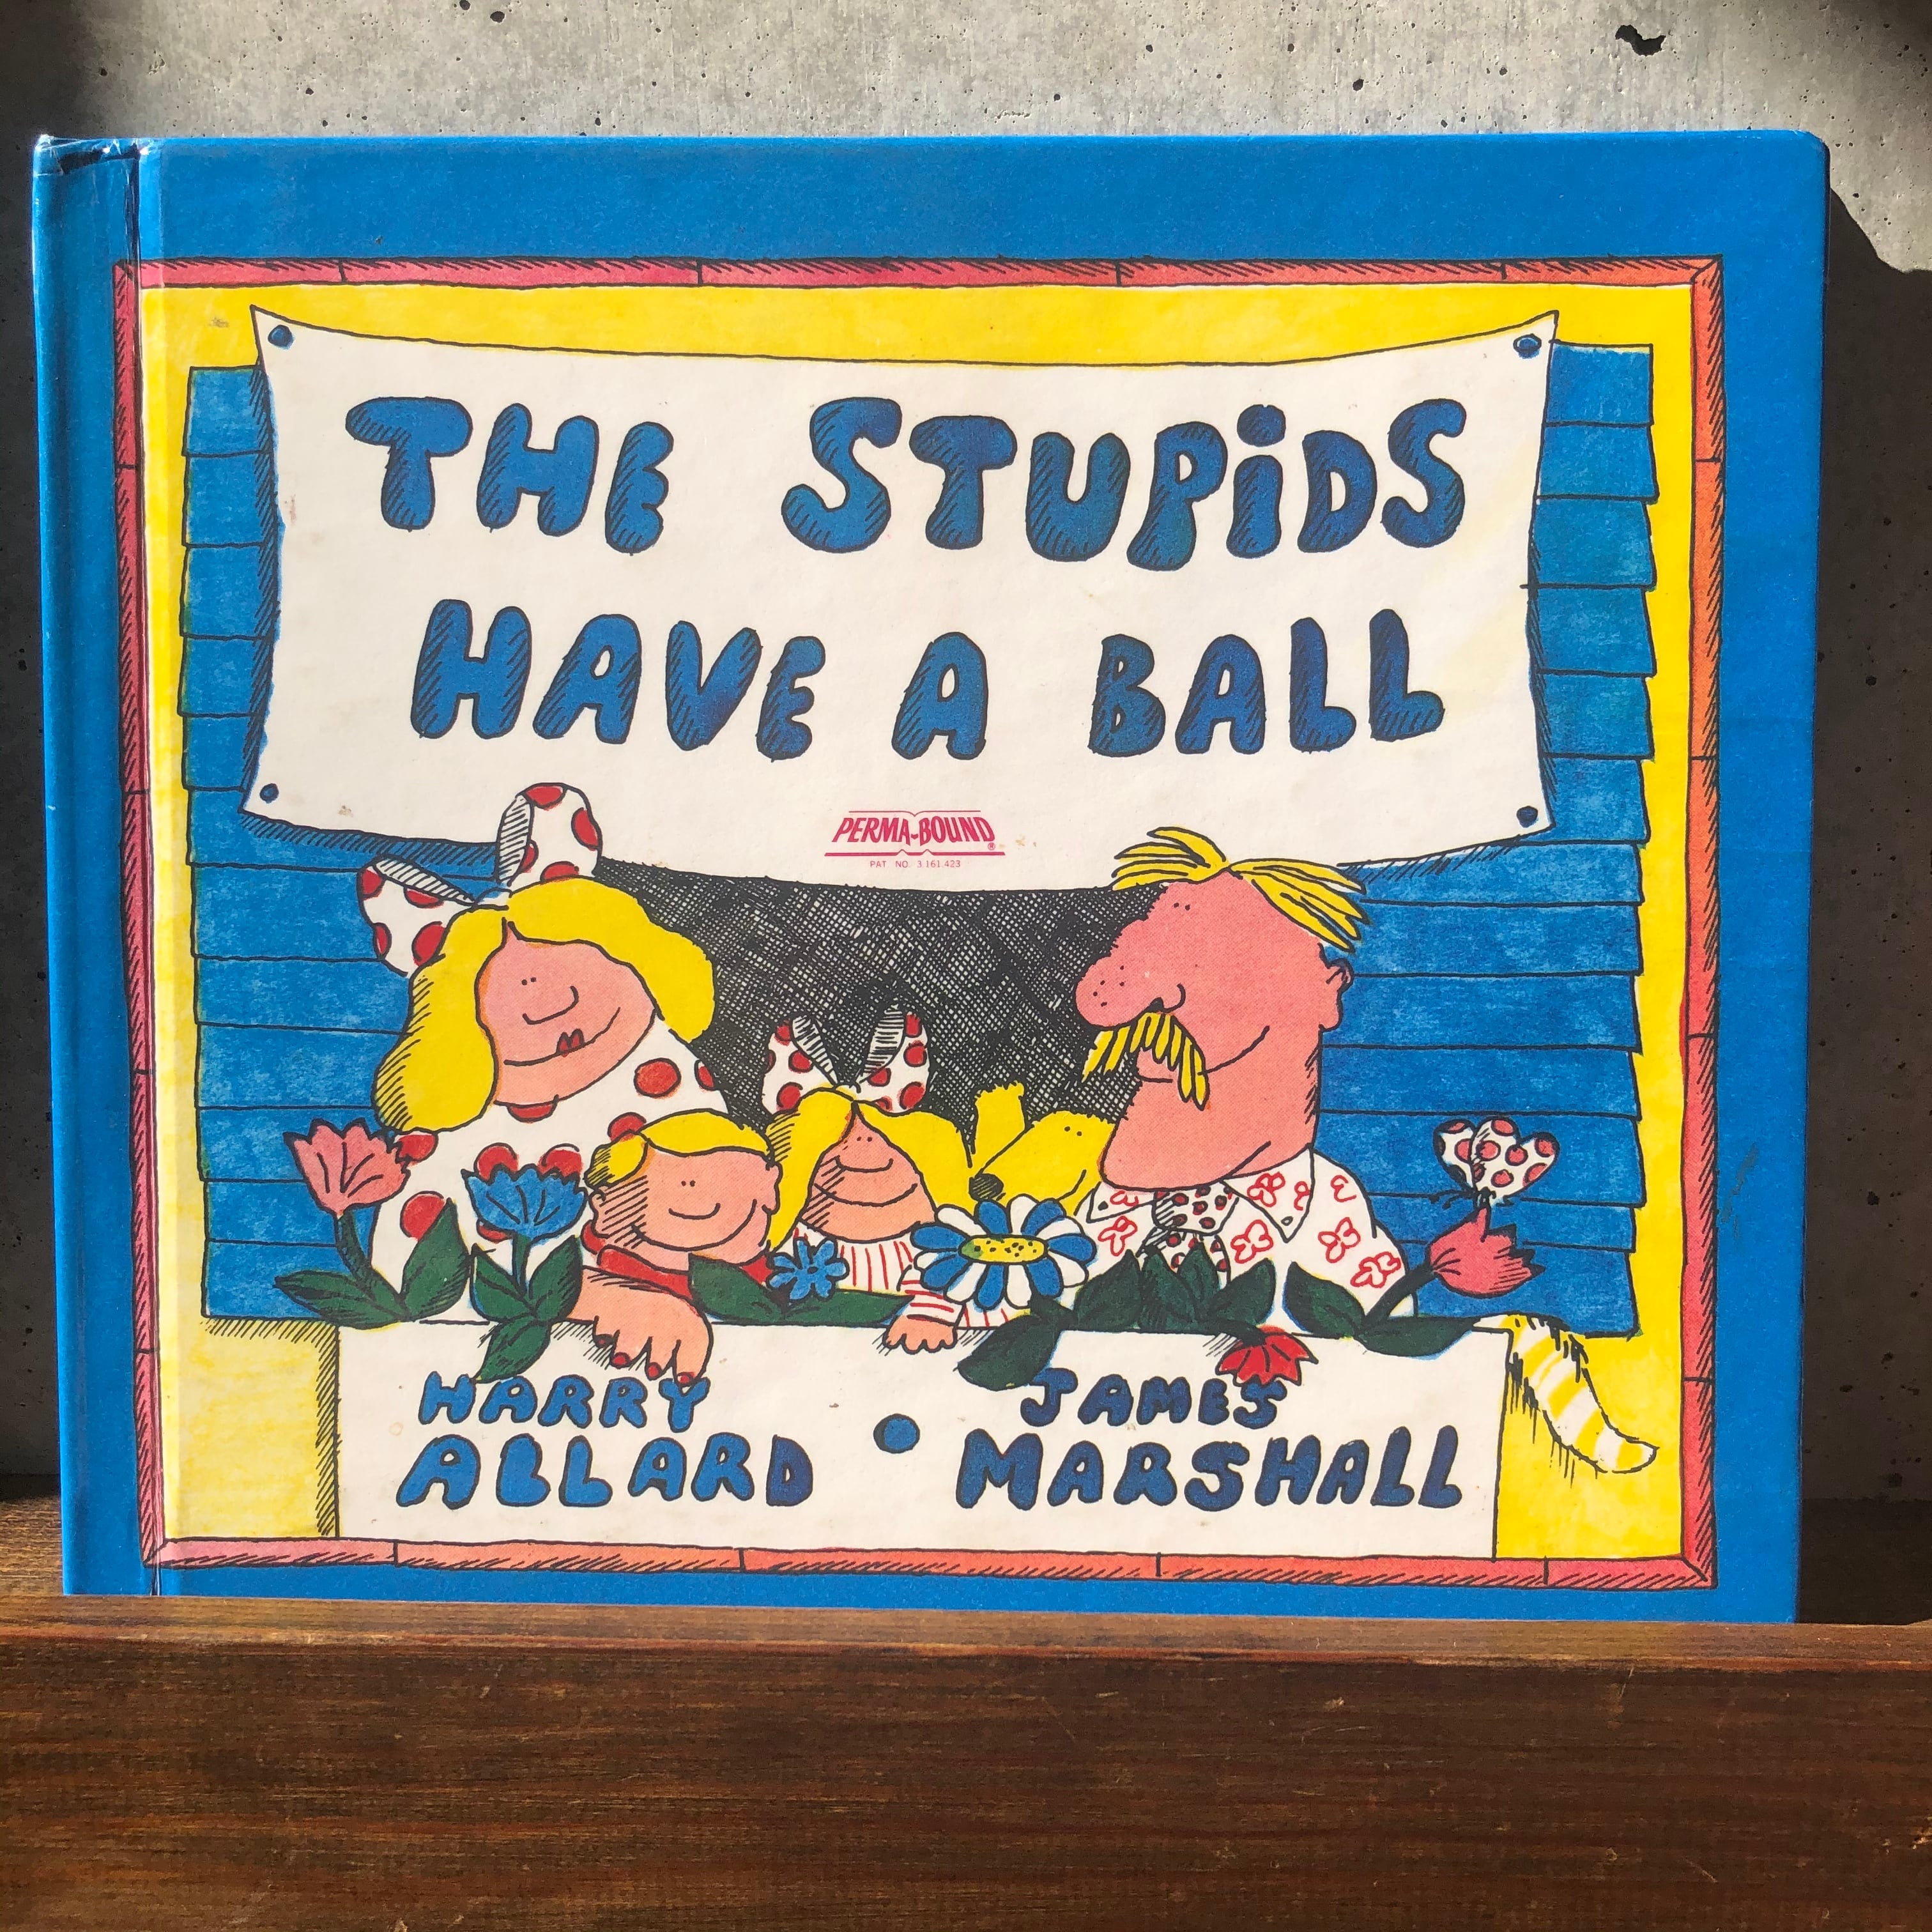 THE STUPiDS
HAVE A BALL
PERMA-BOUND®
PAT. NO. 3,161,423
HARRY
ALLARD
•
JAMES
MARSHALL